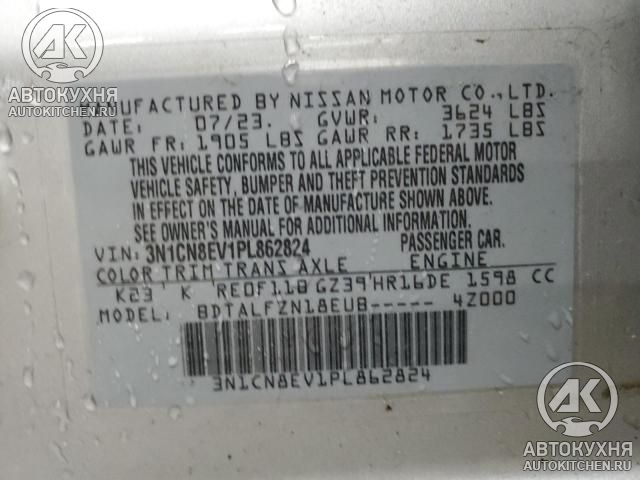 AK
АВТОКУХНЯ
AUTOKITCHEN.RU
MANUFACTURED BY NISSAN MOTOR CO.,LTD.
DATE: 07/23. GVWR: 3624 LBS
GAWR FR: 1905 LBS GAWR RR: 1735 LBS
THIS VEHICLE CONFORMS TO ALL APPLICABLE FEDERAL MOTOR
VEHICLE SAFETY, BUMPER AND THEFT PREVENTION STANDARDS
IN EFFECT ON THE DATE OF MANUFACTURE SHOWN ABOVE.
SEE OWNER'S MANUAL FOR ADDITIONAL INFORMATION.
VIN: 3N1CN8EV1PL862824 PASSENGER CAR.
COLOR TRIM TRANS AXLE ENGINE
K23 K RE0F11B GZ39 HR16DE 1598 CC
BDTALFZN18EUB----- 4Z000
3N1CN8EV1PL862824
AK
АВТОКУХНЯ
AUTOKITCHEN.RU